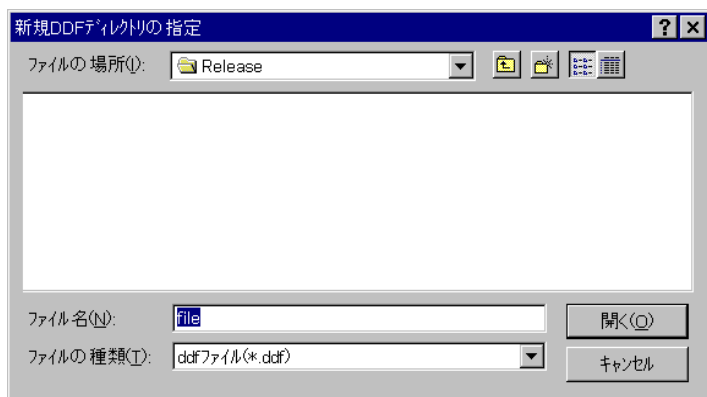 新規DDFディレクトリの指定
ファイルの場所(I):
Release
ファイル名(N):
file
開く(O)
ファイルの種類(T):
ddfファイル(*.ddf)
キャンセル